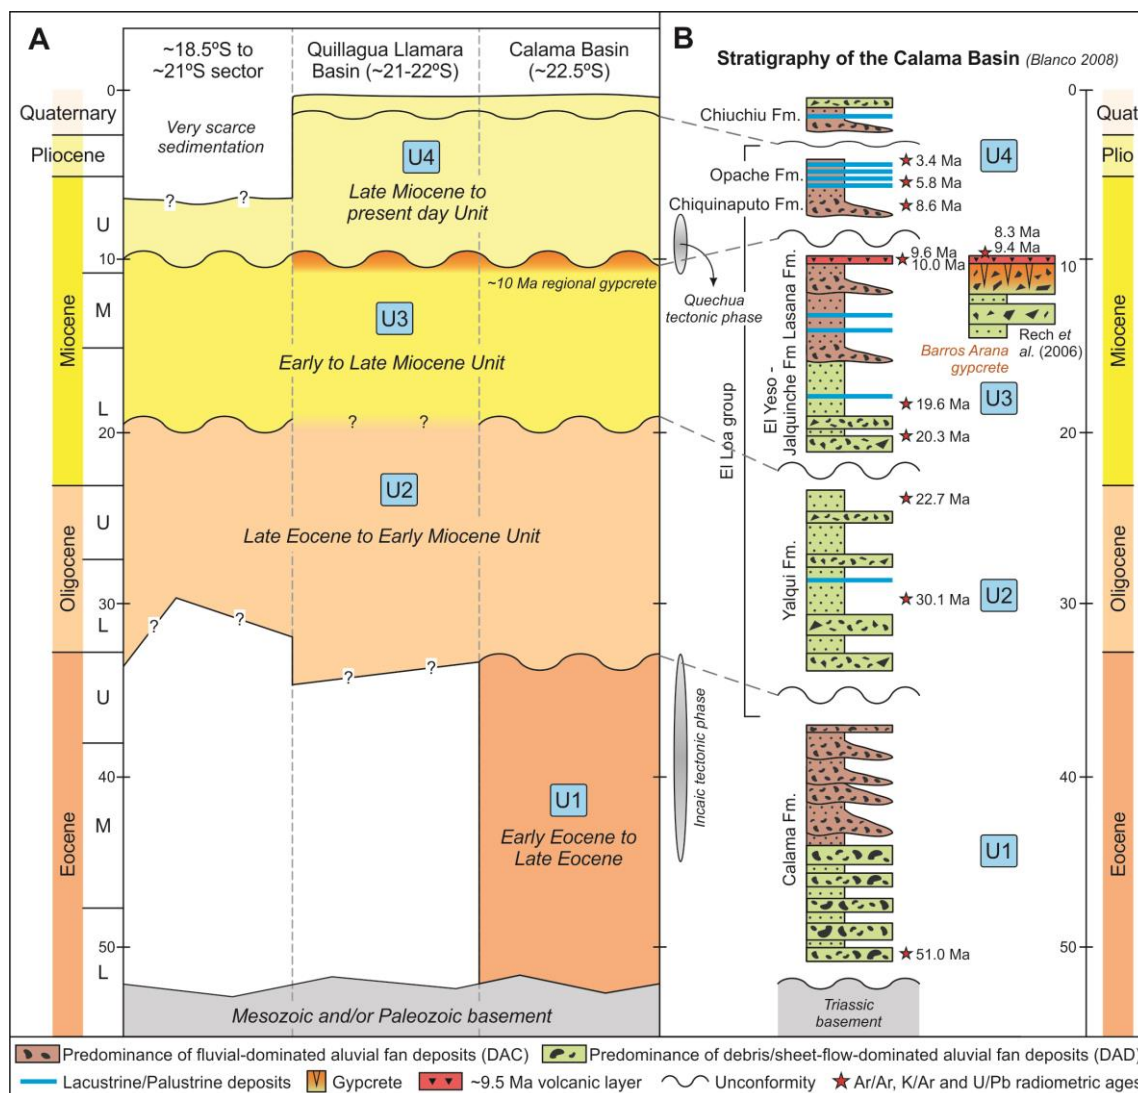 A
~18.5ºS to
~21ºS sector
Quillagua Llamara
Basin (~21-22ºS)
Calama Basin
(~22.5ºS)
0
Quaternary
Pliocene
Miocene
U
M
L
Oligocene
U
L
Eocene
U
M
L
10
20
30
40
50
Very scarce
sedimentation
U4
Late Miocene to
present day Unit
?
?
~10 Ma regional gypcrete
U3
Early to Late Miocene Unit
?
?
U2
Late Eocene to Early Miocene Unit
?
?
?
?
U1
Early Eocene to
Late Eocene
Mesozoic and/or Paleozoic basement
Quechua
tectonic phase
Incaic tectonic phase
B
Stratigraphy of the Calama Basin (Blanco 2008)
Chiuchiu Fm.
Opache Fm.
Chiquinaputo Fm.
El Loa group
El Yeso -
Jalquinche Fm
Lasana Fm.
Yalqui Fm.
Calama Fm.
3.4 Ma
5.8 Ma
8.6 Ma
9.6 Ma
10.0 Ma
8.3 Ma
9.4 Ma
Rech et
al. (2006)
Barros Arana
gypcrete
19.6 Ma
20.3 Ma
22.7 Ma
30.1 Ma
51.0 Ma
Triassic
basement
U4
U3
U2
U1
0
10
20
30
40
50
Quat
Plio
Miocene
Oligocene
Eocene
Predominance of fluvial-dominated aluvial fan deposits (DAC)
Predominance of debris/sheet-flow-dominated aluvial fan deposits (DAD)
Lacustrine/Palustrine deposits
Gypcrete
~9.5 Ma volcanic layer
Unconformity
Ar/Ar, K/Ar and U/Pb radiometric ages